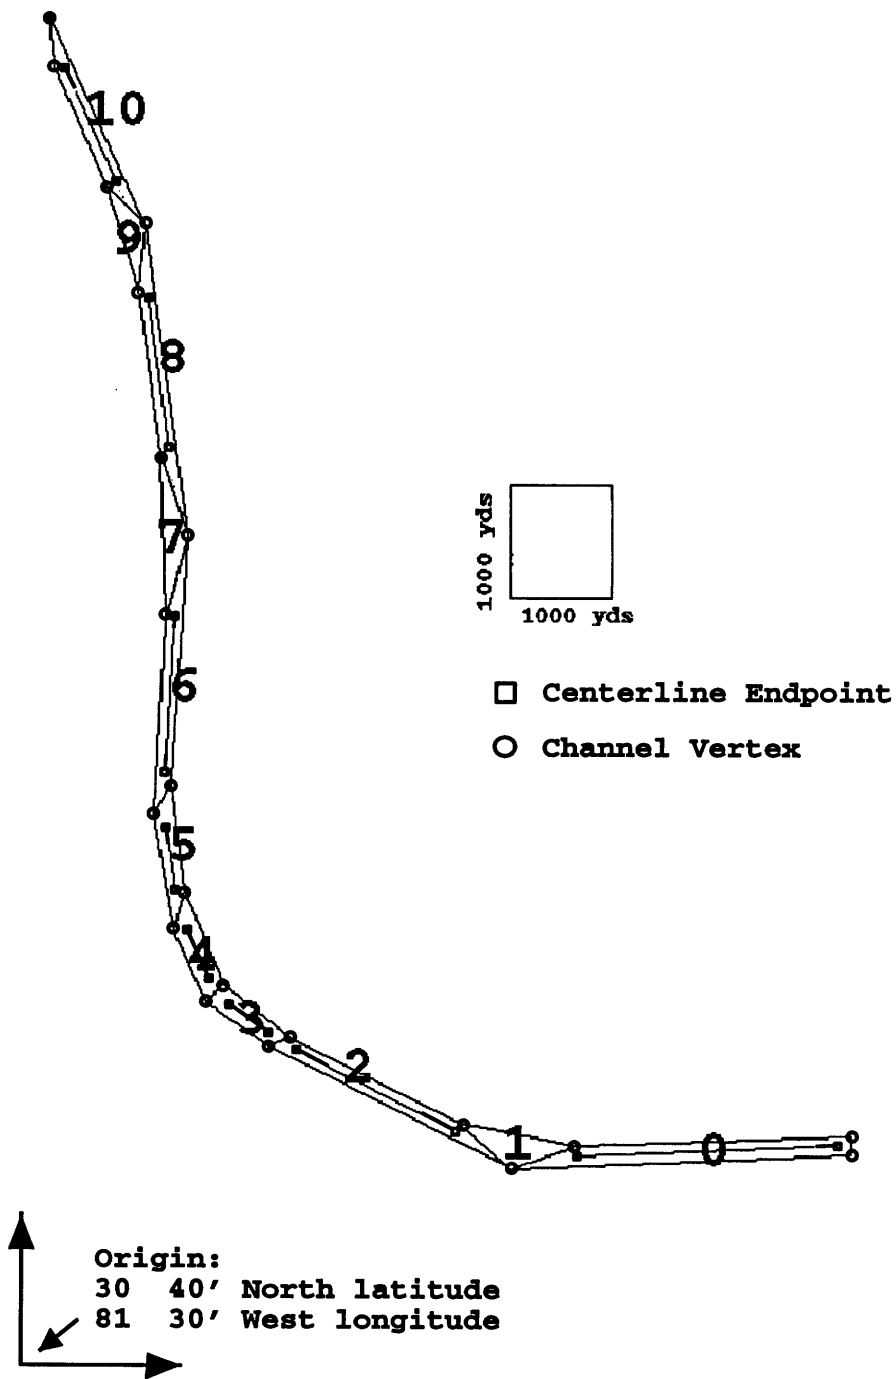 10
9
8
7
1000 yds
1000 yds
6
Centerline Endpoint
Channel Vertex
5
4
3
2
1
0
Origin:
30 40' North latitude
81 30' West longitude